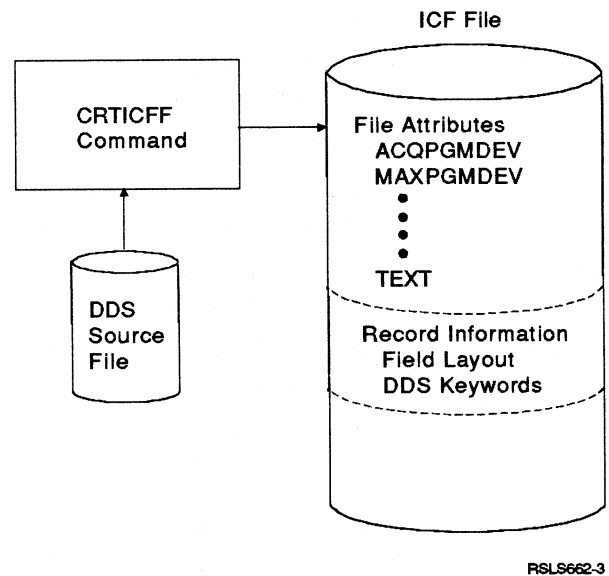 ICF File
CRTICFF
Command
File Attributes
ACQPGMDEV
MAXPGMDEV
TEXT
DDS
Source
File
Record Information
Field Layout
DDS Keywords
RSLS662-3